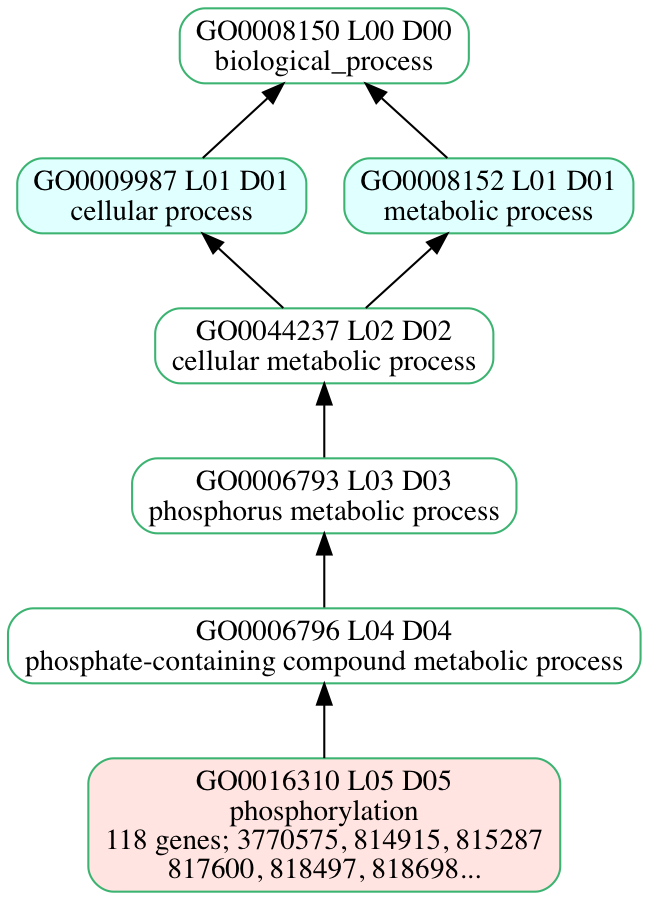 GO0008150 L00 D00
biological_process
GO0009987 L01 D01
cellular process
GO0008152 L01 D01
metabolic process
GO0044237 L02 D02
cellular metabolic process
GO0006793 L03 D03
phosphorus metabolic process
GO0006796 L04 D04
phosphate-containing compound metabolic process
GO0016310 L05 D05
phosphorylation
118 genes; 3770575, 814915, 815287
817600, 818497, 818698...